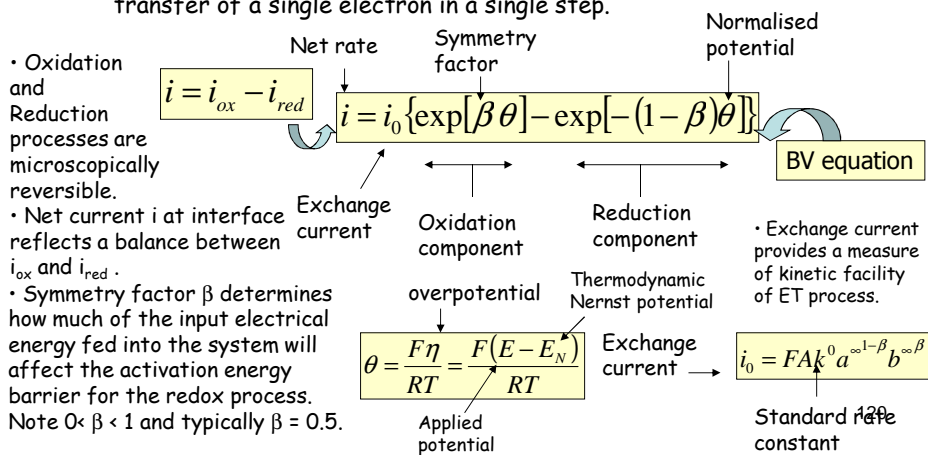 transfer of a single electron in a single step.
Net rate
Symmetry
factor
Normalised
potential
• Oxidation
and
Reduction
processes are
microscopically
reversible.
• Net current i at interface
reflects a balance between
i_ox and i_red .
• Symmetry factor β determines
how much of the input electrical
energy fed into the system will
affect the activation energy
barrier for the redox process.
Note 0< β < 1 and typically β = 0.5.
i = i_ox − i_red
i = i_0{exp[β θ] − exp[−(1 − β)θ]}
BV equation
Exchange
current
Oxidation
component
Reduction
component
• Exchange current
provides a measure
of kinetic facility
of ET process.
overpotential
Thermodynamic
Nernst potential
θ = Fη/RT = F(E − E_N)/RT
Applied
potential
Exchange
current
i_0 = FAk^0 a^∞ 1−β b^∞ β
Standard rate
constant
129